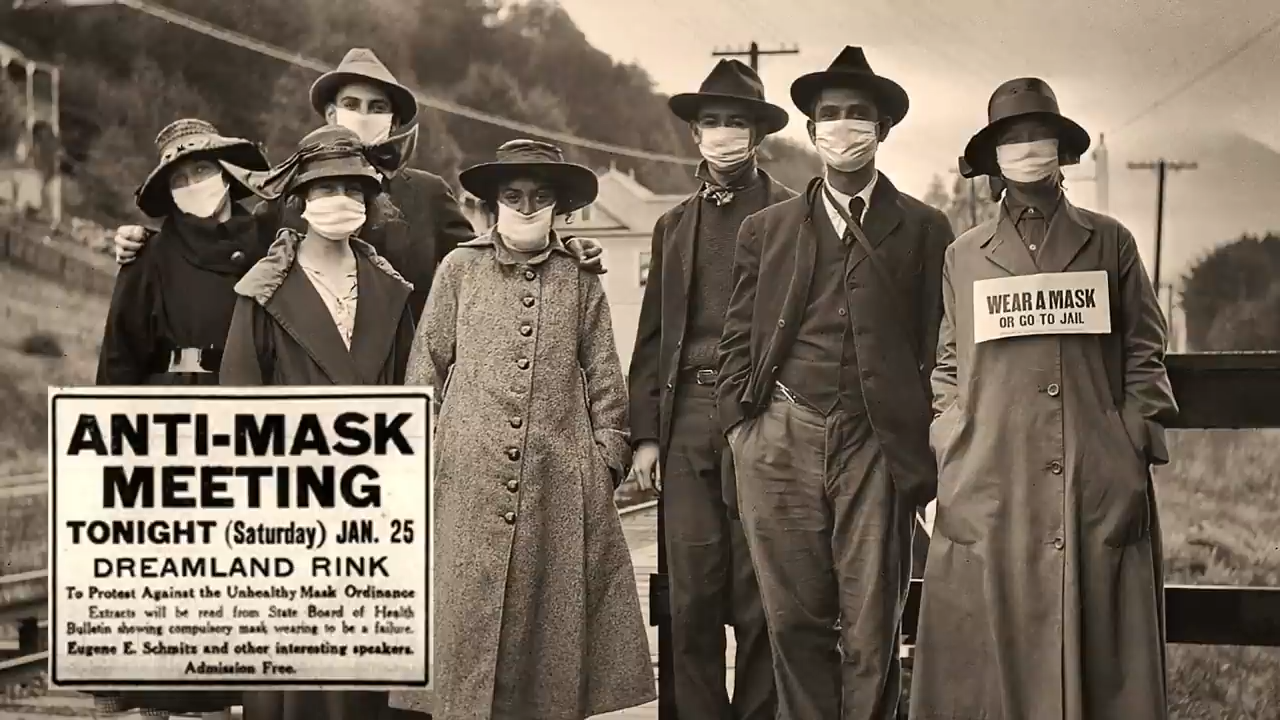 ANTI-MASK
MEETING
TONIGHT (Saturday) JAN. 25
DREAMLAND RINK
To Protest Against the Unhealthy Mask Ordinance
Extracts will be read from State Board of Health
Bulletin showing compulsory mask wearing to be a failure.
Eugene E. Schmitz and other interesting speakers.
Admission Free.
WEAR A MASK
OR GO TO JAIL